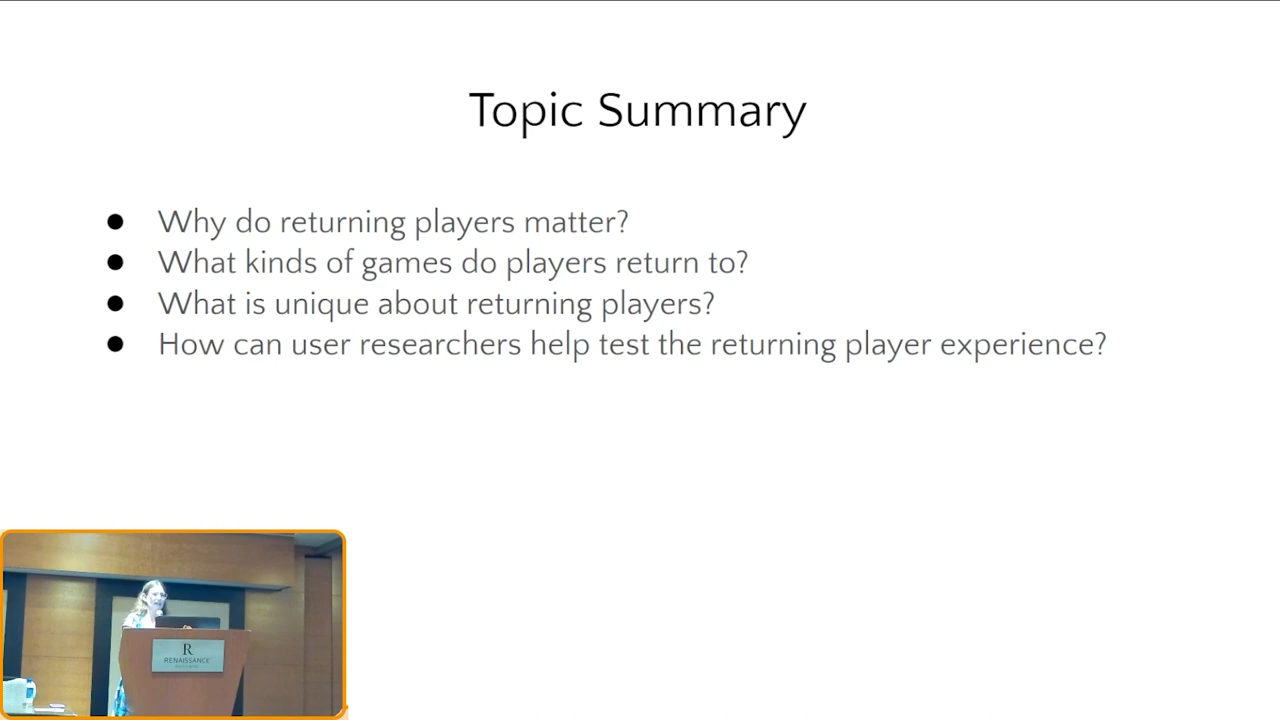 Topic Summary
● Why do returning players matter?
● What kinds of games do players return to?
● What is unique about returning players?
● How can user researchers help test the returning player experience?
R
RENAISSANCE